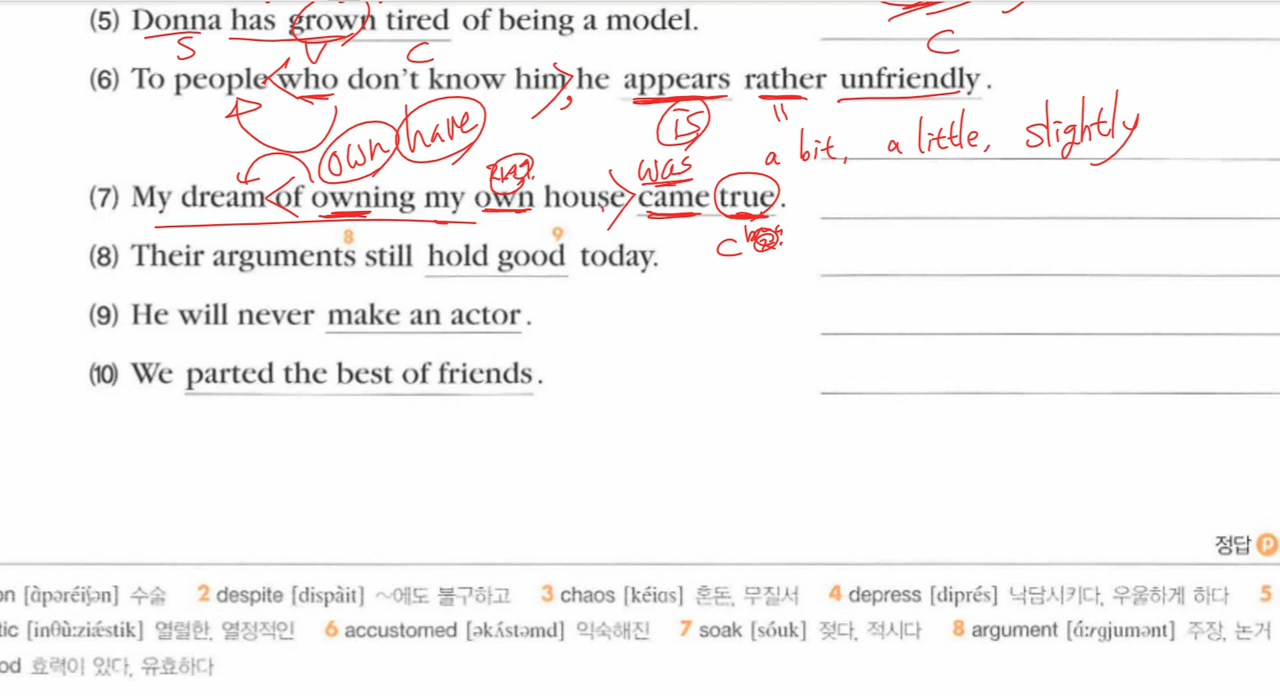 (5) Donna has grown tired of being a model.
S V C C
(6) To people who don't know him, he appears rather unfriendly.
own have is a bit, a little, slightly
was
(7) My dream of owning my own house came true.
C
8 9
(8) Their arguments still hold good today.
(9) He will never make an actor.
(10) We parted the best of friends.
정답 P
on [àpəréiʃən] 수술 2 despite [dispàit] ~에도 불구하고 3 chaos [kéiɑs] 혼돈, 무질서 4 depress [diprés] 낙담시키다, 우울하게 하다 5
tic [inθù:ziǽstik] 열렬한, 열정적인 6 accustomed [əkʎstəmd] 익숙해진 7 soak [sóuk] 젖다, 적시다 8 argument [ɑ́:rgjumənt] 주장, 논거
od 효력이 있다, 유효하다